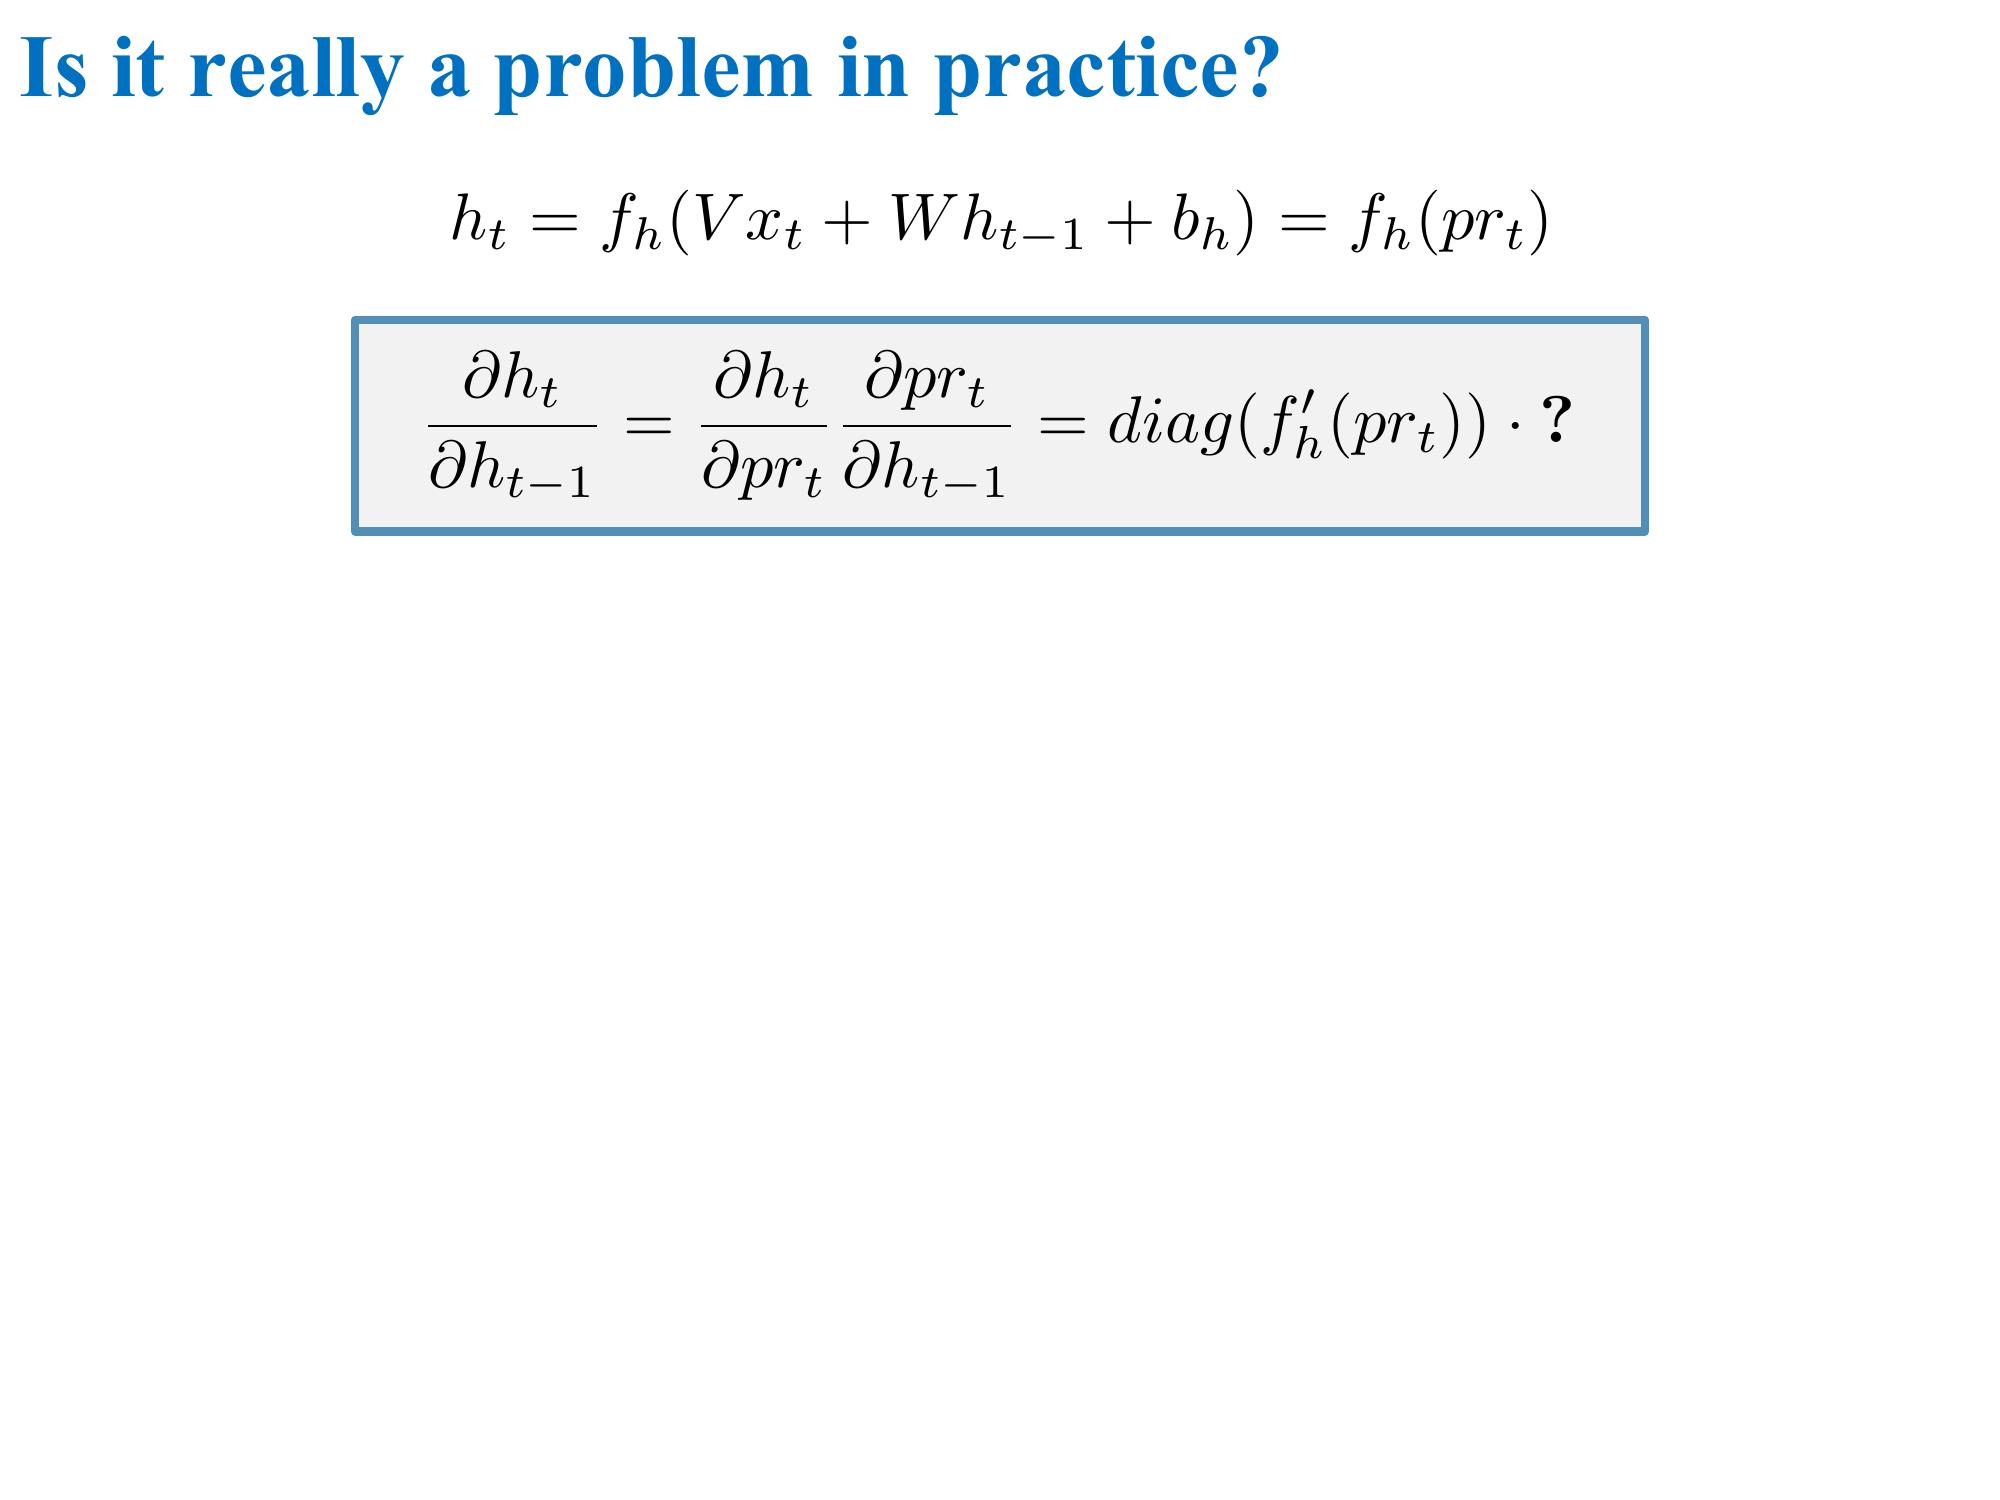 Is it really a problem in practice?
$h_t = f_h(Vx_t + Wh_{t-1} + b_h) = f_h(pr_t)$
$\frac{\partial h_t}{\partial h_{t-1}} = \frac{\partial h_t}{\partial pr_t} \frac{\partial pr_t}{\partial h_{t-1}} = diag(f'_h(pr_t)) \cdot \textbf{?}$